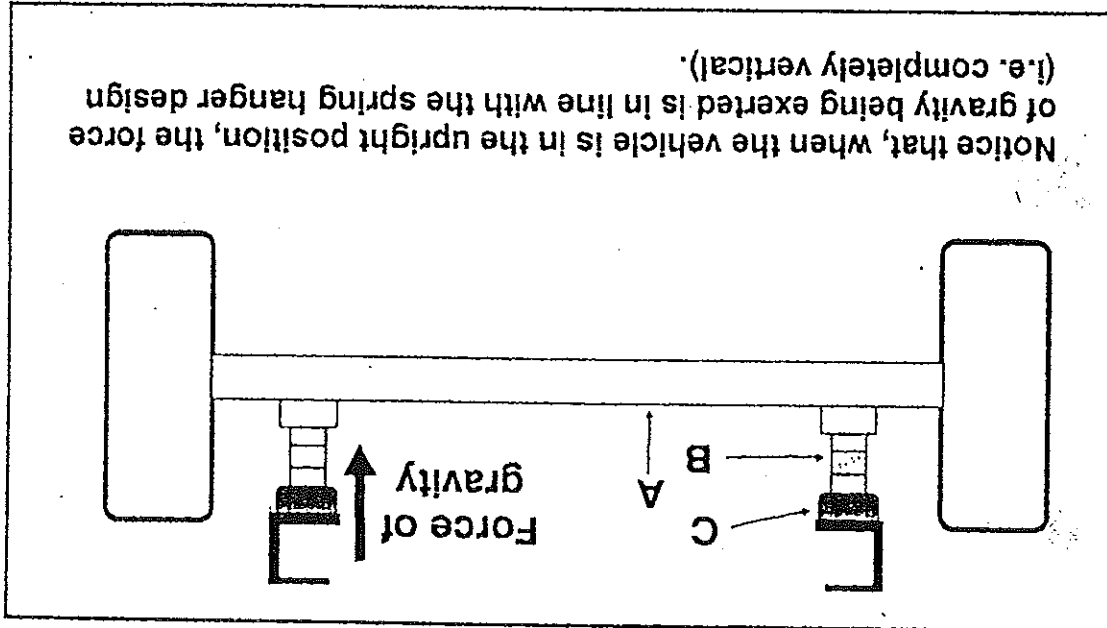 C
Force of
gravity
A
B
Notice that, when the vehicle is in the upright position, the force
of gravity being exerted is in line with the spring hanger design
(i.e. completely vertical).